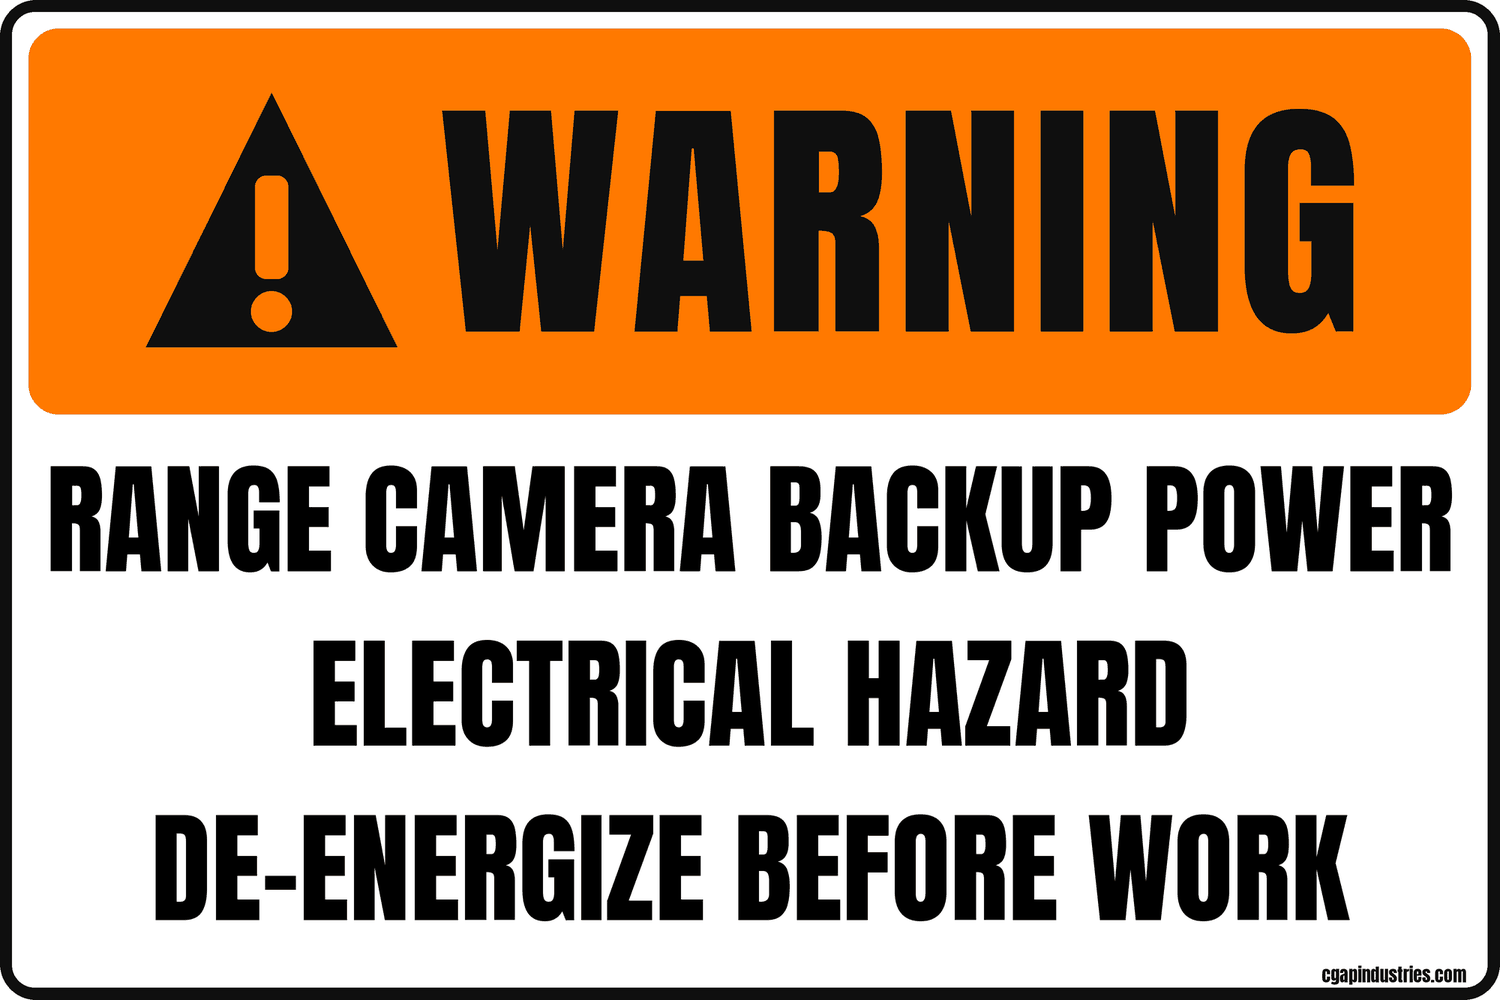 WARNING
RANGE CAMERA BACKUP POWER
ELECTRICAL HAZARD
DE-ENERGIZE BEFORE WORK
cgapindustries.com